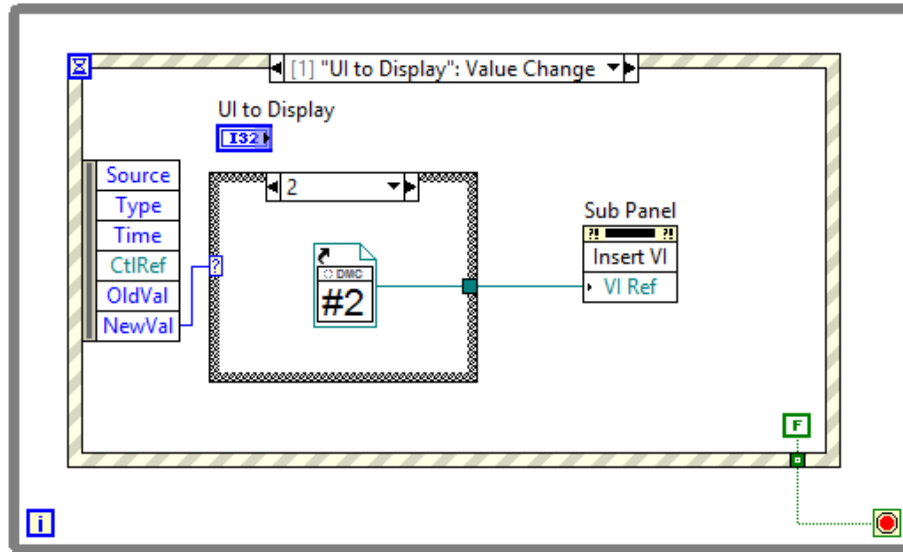 [1] "UI to Display": Value Change
UI to Display
I32
Source
Type
Time
CtlRef
OldVal
NewVal
?
2
DMC
#2
Sub Panel
?! ?!
Insert VI
VI Ref
F
i